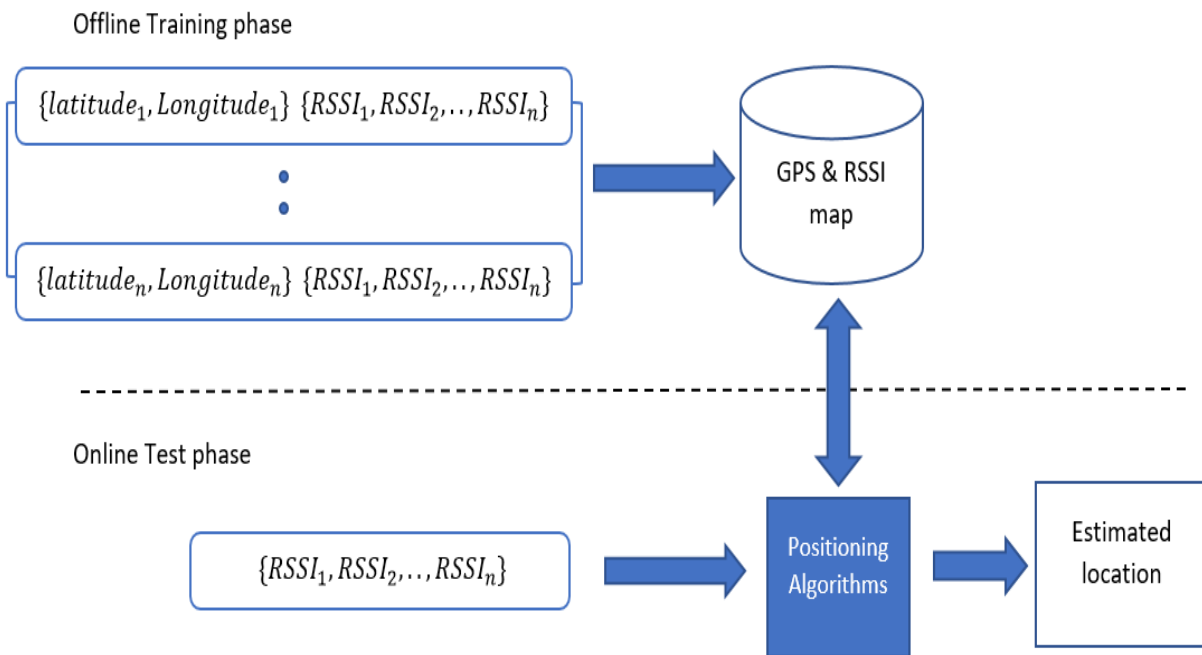 Offline Training phase
{latitude₁, Longitude₁} {RSSI₁, RSSI₂,.., RSSIₙ}
GPS & RSSI
map
{latitudeₙ, Longitudeₙ} {RSSI₁, RSSI₂,.., RSSIₙ}
Online Test phase
{RSSI₁, RSSI₂,.., RSSIₙ}
Positioning
Algorithms
Estimated
location